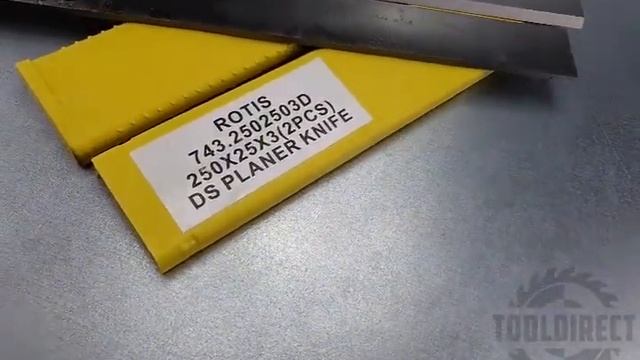 ROTIS
743.2502503D
250X25X3(2PCS)
DS PLANER KNIFE
TOOLDIRECT